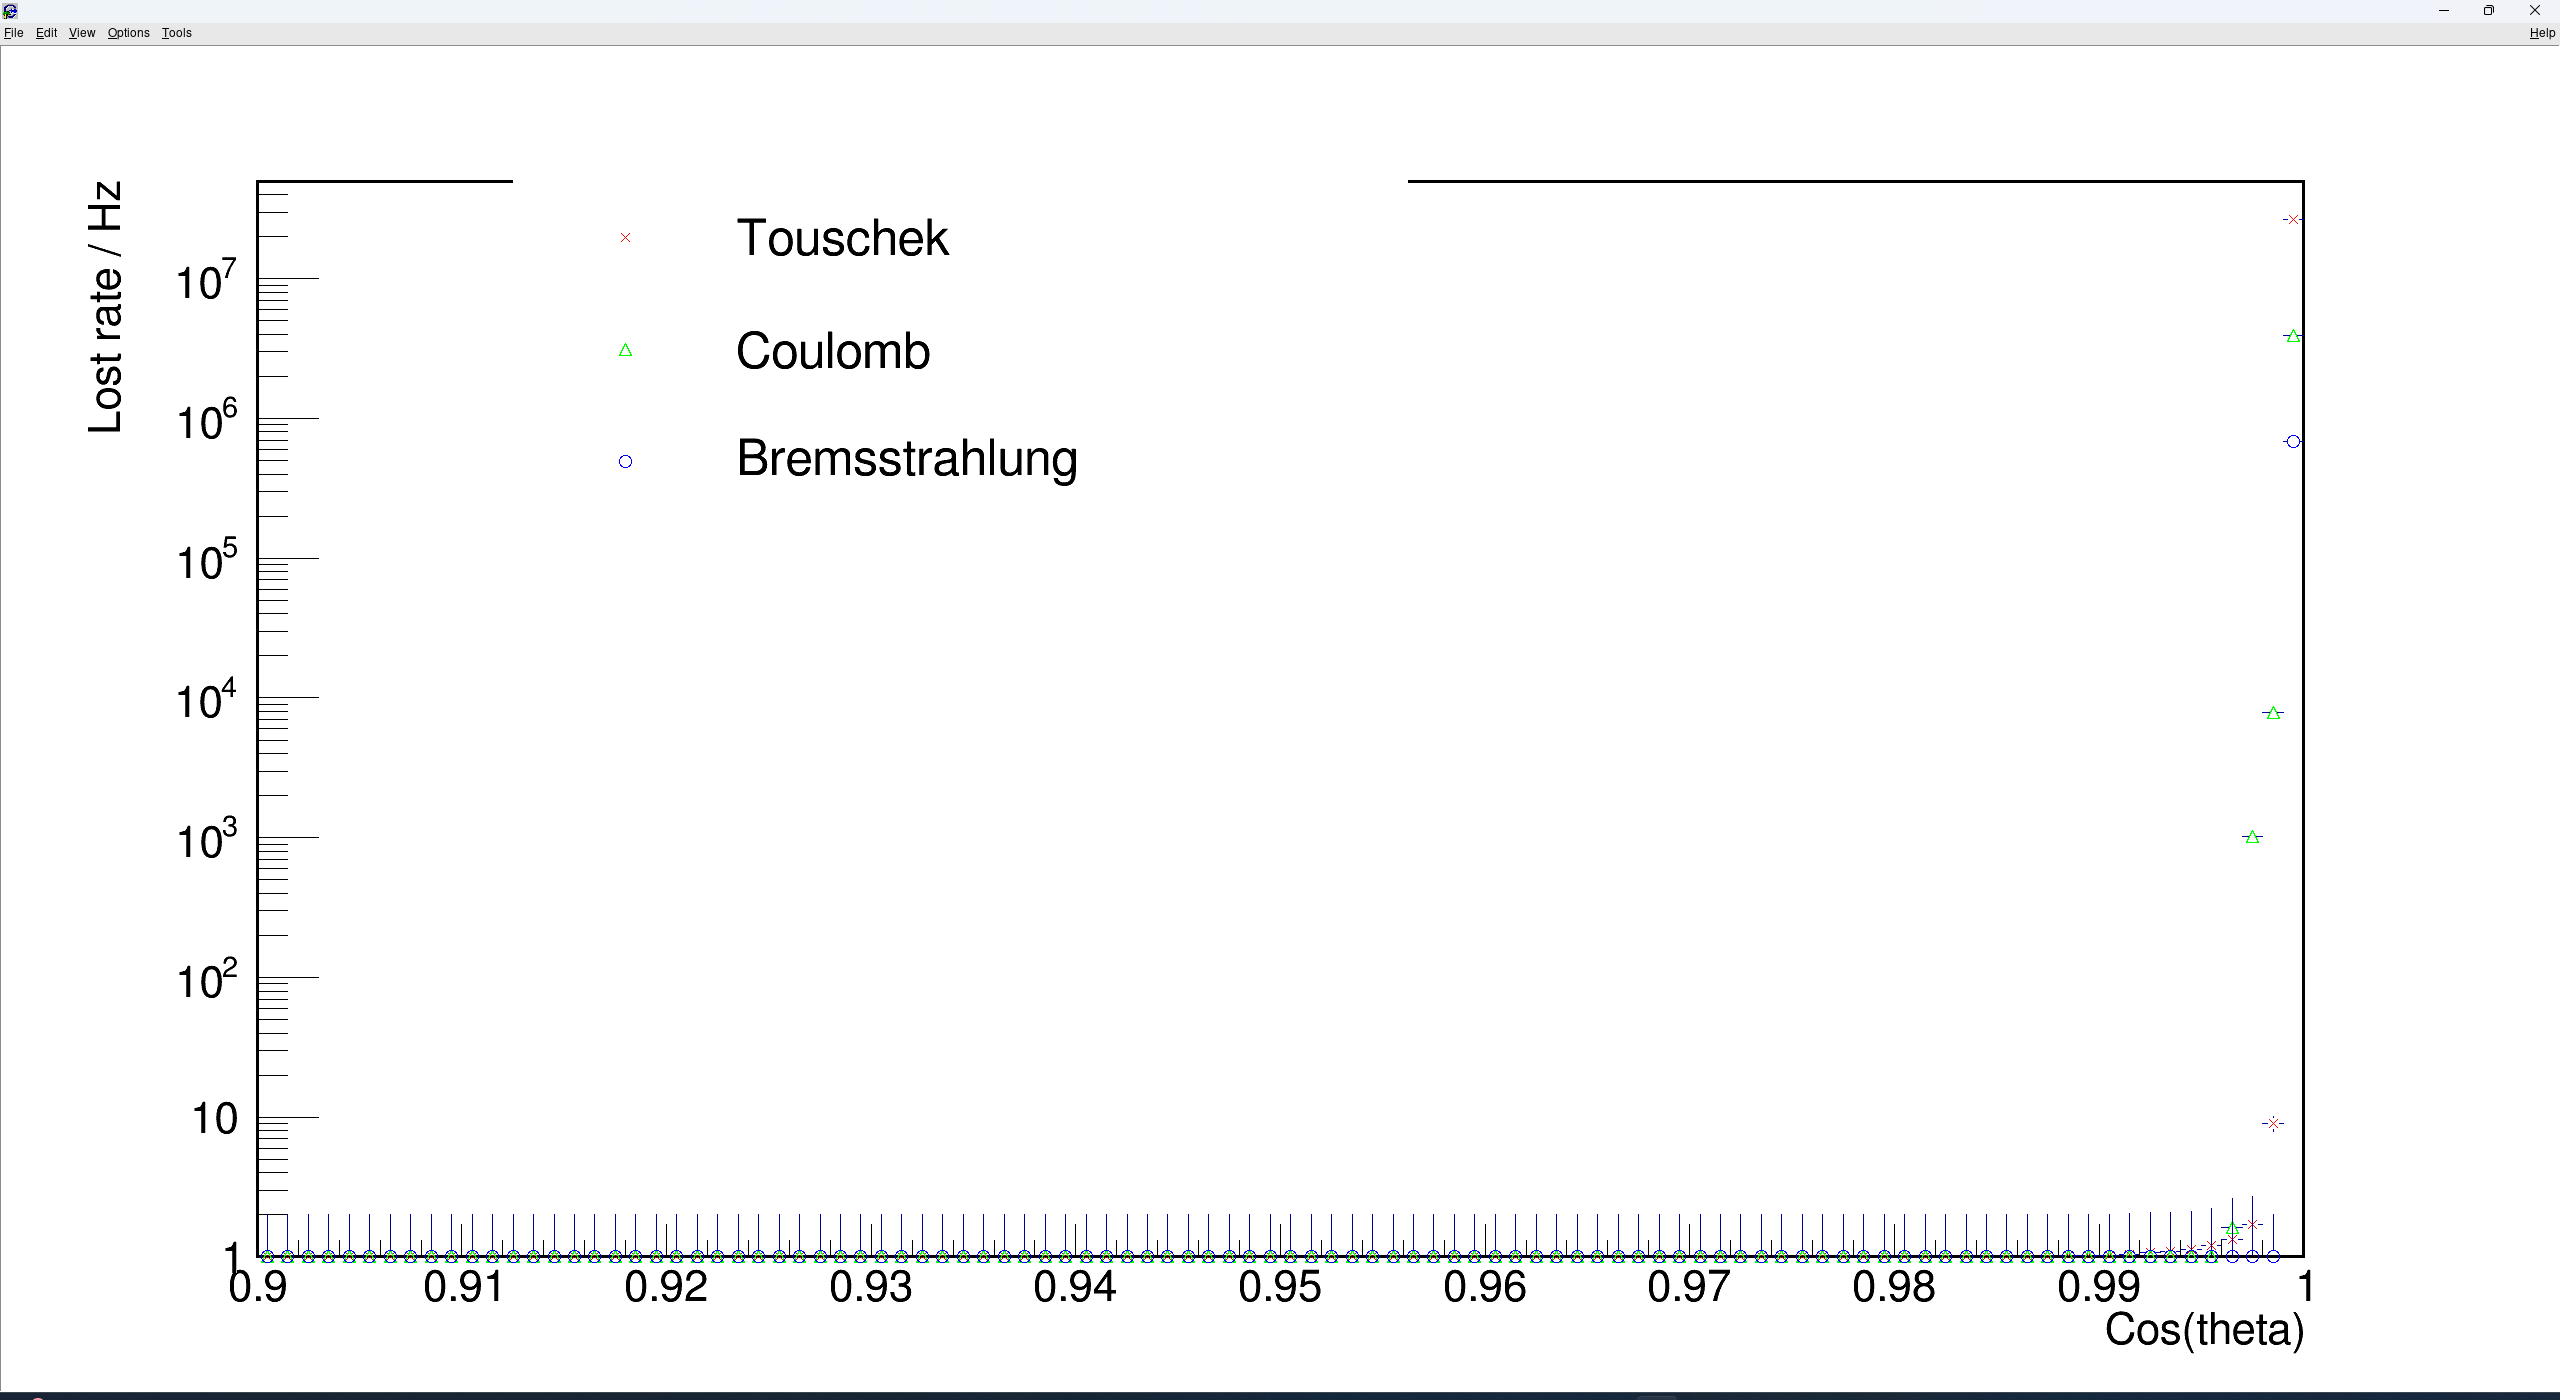 File Edit View Options Tools Help
Lost rate / Hz
Touschek
Coulomb
Bremsstrahlung
10^7
10^6
10^5
10^4
10^3
10^2
10
1
0.9 0.91 0.92 0.93 0.94 0.95 0.96 0.97 0.98 0.99 1
Cos(theta)